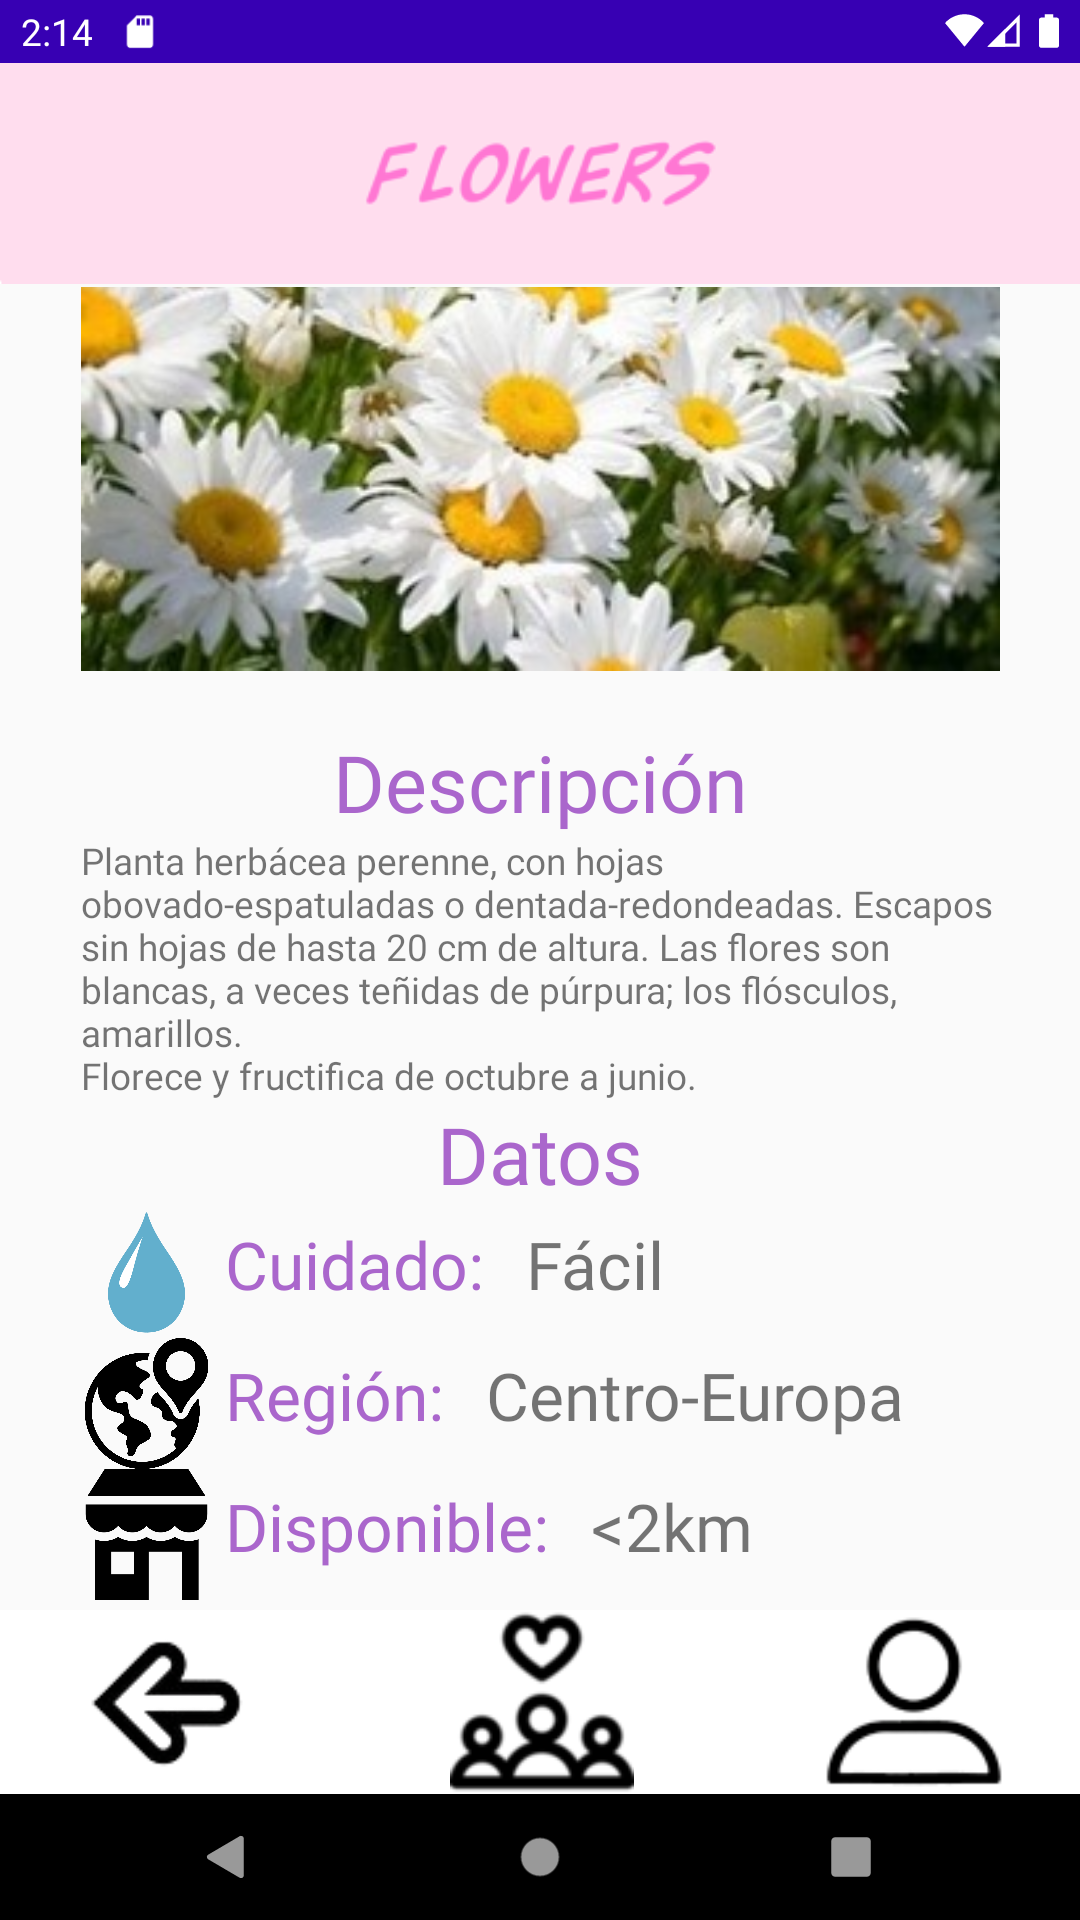 2:14
FLOWERS
Descripción
Planta herbácea perenne, con hojas
obovado-espatuladas o dentada-redondeadas. Escapos
sin hojas de hasta 20 cm de altura. Las flores son
blancas, a veces teñidas de púrpura; los flósculos,
amarillos.
Florece y fructifica de octubre a junio.
Datos
Cuidado: Fácil
Región: Centro-Europa
Disponible: <2km